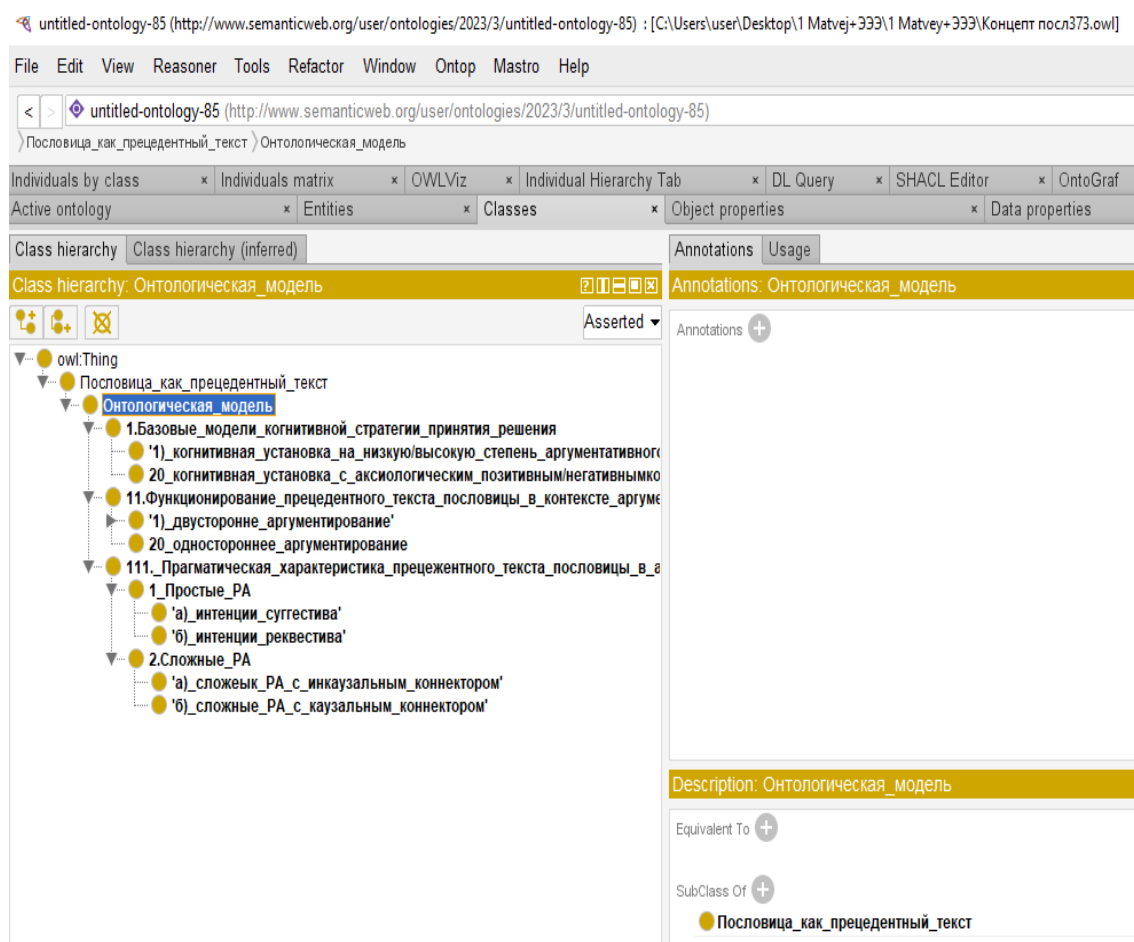 untitled-ontology-85 (http://www.semanticweb.org/user/ontologies/2023/3/untitled-ontology-85) : [C:\Users\user\Desktop\1 Matvej+ЭЭЭ\1 Matvey+ЭЭЭ\Концепт посл373.owl]
File Edit View Reasoner Tools Refactor Window Ontop Mastro Help
< > untitled-ontology-85 (http://www.semanticweb.org/user/ontologies/2023/3/untitled-ontology-85)
Пословица_как_прецедентный_текст Онтологическая_модель
Individuals by class × Individuals matrix × OWLViz × Individual Hierarchy Tab × DL Query × SHACL Editor × OntoGraf
Active ontology × Entities × Classes × Object properties × Data properties
Class hierarchy Class hierarchy (inferred)
Annotations Usage
Class hierarchy: Онтологическая_модель
Annotations: Онтологическая_модель
Asserted
Annotations
owl:Thing
Пословица_как_прецедентный_текст
Онтологическая_модель
1.Базовые_модели_когнитивной_стратегии_принятия_решения
'1)_когнитивная_установка_на_низкую/высокую_степень_аргументативного
20_когнитивная_установка_с_аксиологическим_позитивным/негативнымко
11.Функционирование_прецедентного_текста_пословицы_в_контексте_аргуме
'1)_двусторонне_аргументирование'
20_одностороннее_аргументирование
111._Прагматическая_характеристика_прецежентного_текста_пословицы_в_а
1_Простые_РА
'а)_интенции_суггестива'
'б)_интенции_реквестива'
2.Сложные_РА
'а)_сложеык_РА_с_инкаузальным_коннектором'
'б)_сложные_РА_с_каузальным_коннектором'
Description: Онтологическая_модель
Equivalent To
SubClass Of
Пословица_как_прецедентный_текст